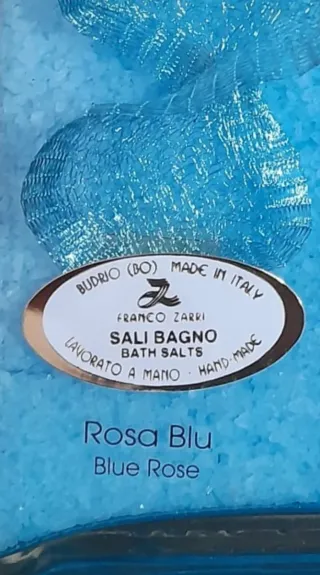 BUDRIO (BO) MADE IN ITALY
FRANCO ZARRI
SALI BAGNO
BATH SALTS
LAVORATO A MANO · HAND-MADE
Rosa Blu
Blue Rose